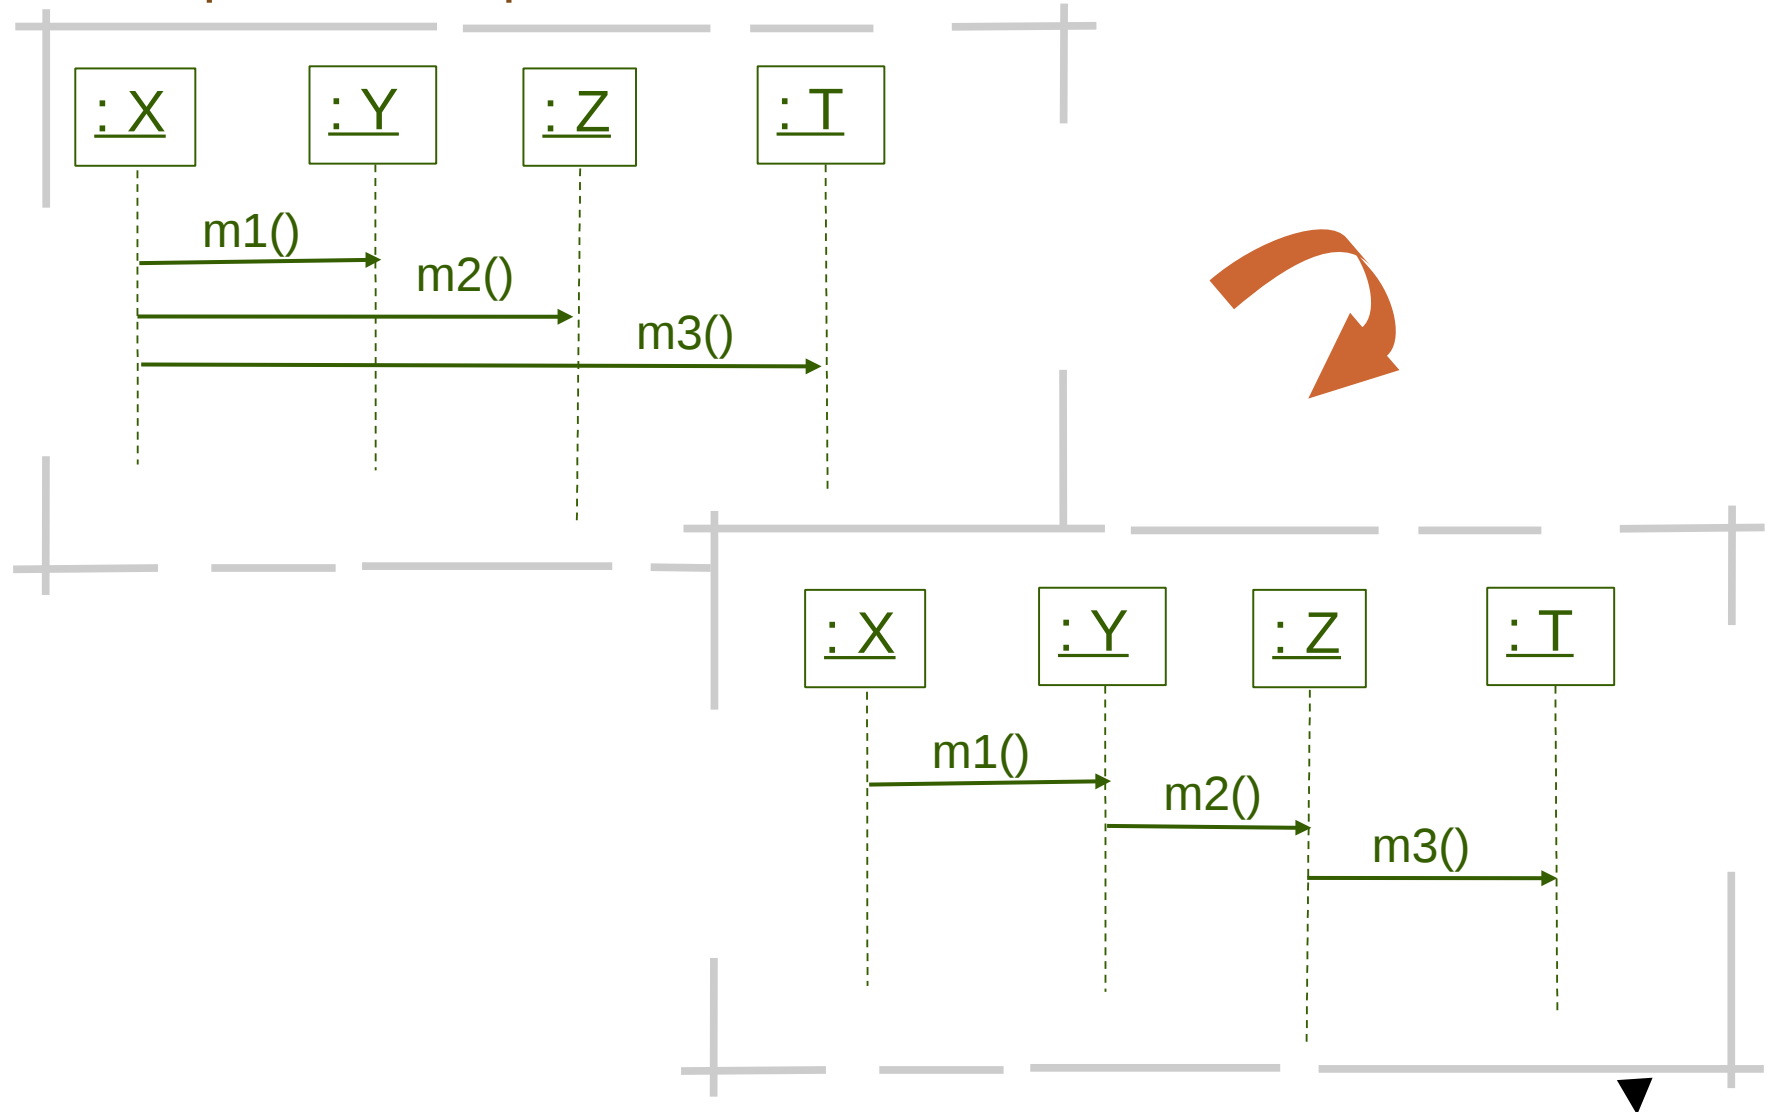 : X : Y : Z : T
m1()
m2()
m3()
: X : Y : Z : T
m1()
m2()
m3()